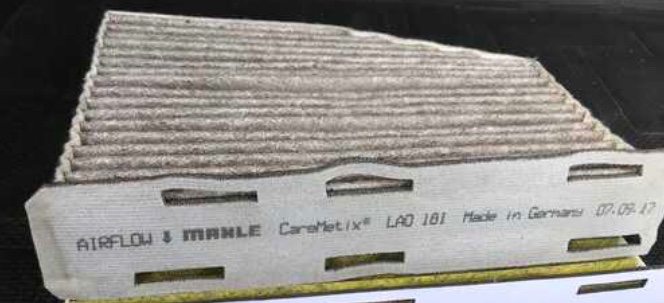 AIRFLOW ⬇ MAHLE CareMetix® LAO 181 Made in Germany 07.09.17